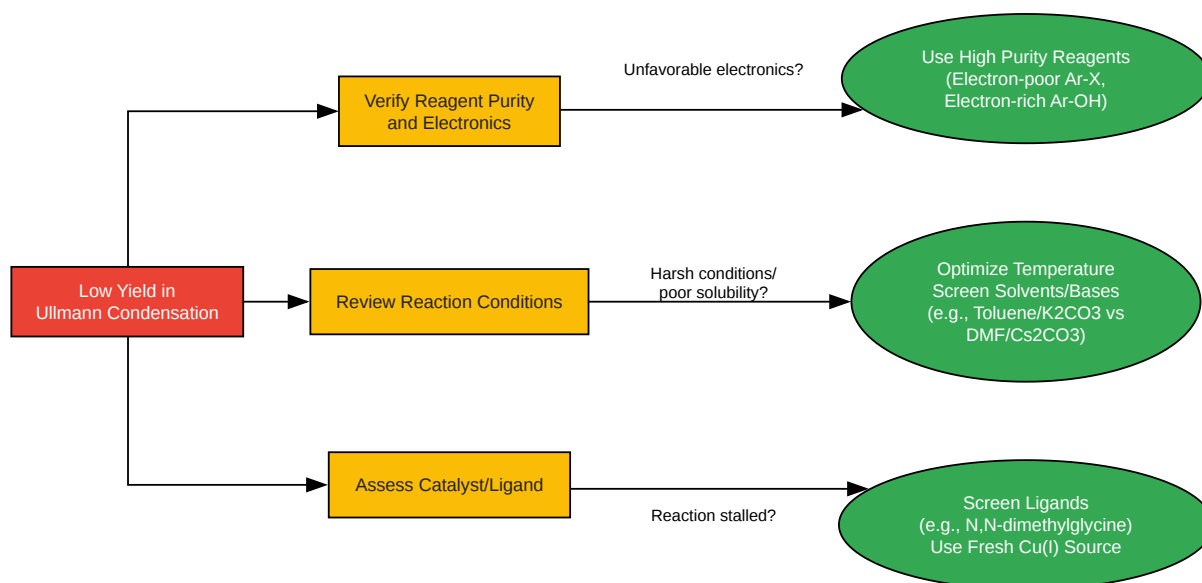 Unfavorable electronics?
Use High Purity Reagents
(Electron-poor Ar-X,
Electron-rich Ar-OH)
Verify Reagent Purity
and Electronics
Low Yield in
Ullmann Condensation
Review Reaction Conditions
Harsh conditions/
poor solubility?
Optimize Temperature
Screen Solvents/Bases
(e.g., Toluene/K2CO3 vs
DMF/Cs2CO3)
Assess Catalyst/Ligand
Reaction stalled?
Screen Ligands
(e.g., N,N-dimethylglycine)
Use Fresh Cu(I) Source